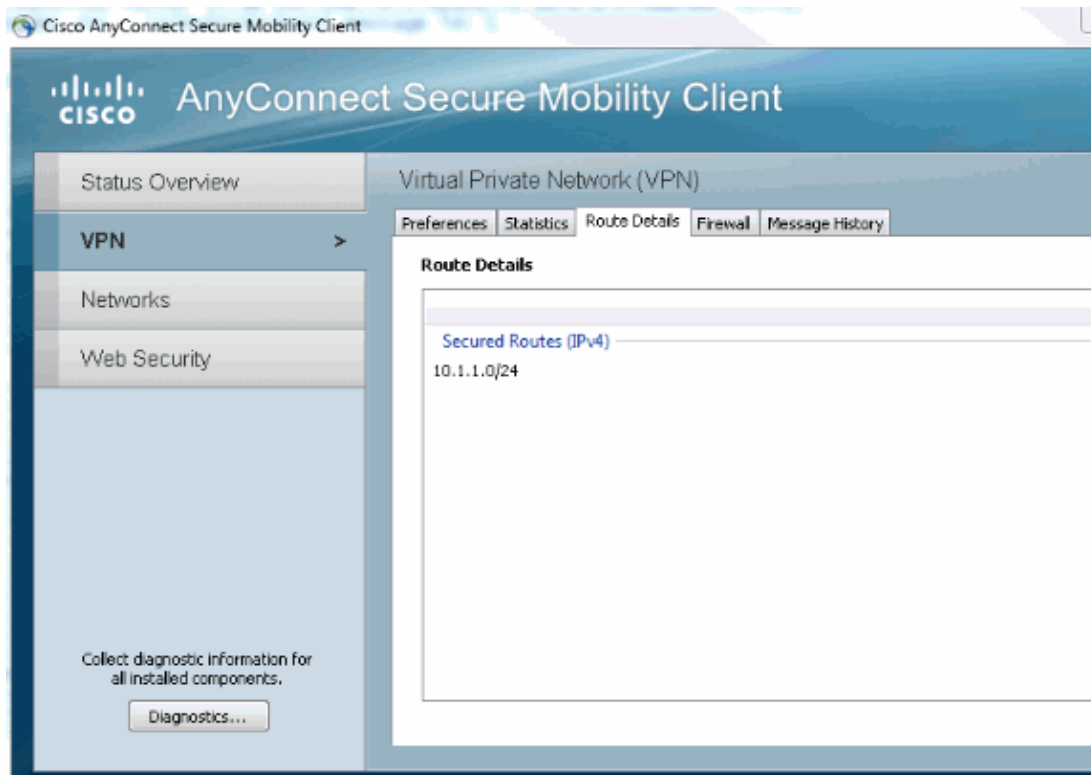 Cisco AnyConnect Secure Mobility Client
cisco AnyConnect Secure Mobility Client
Status Overview
VPN >
Networks
Web Security
Collect diagnostic information for
all installed components.
Diagnostics...
Virtual Private Network (VPN)
Preferences Statistics Route Details Firewall Message History
Route Details
Secured Routes (IPv4)
10.1.1.0/24